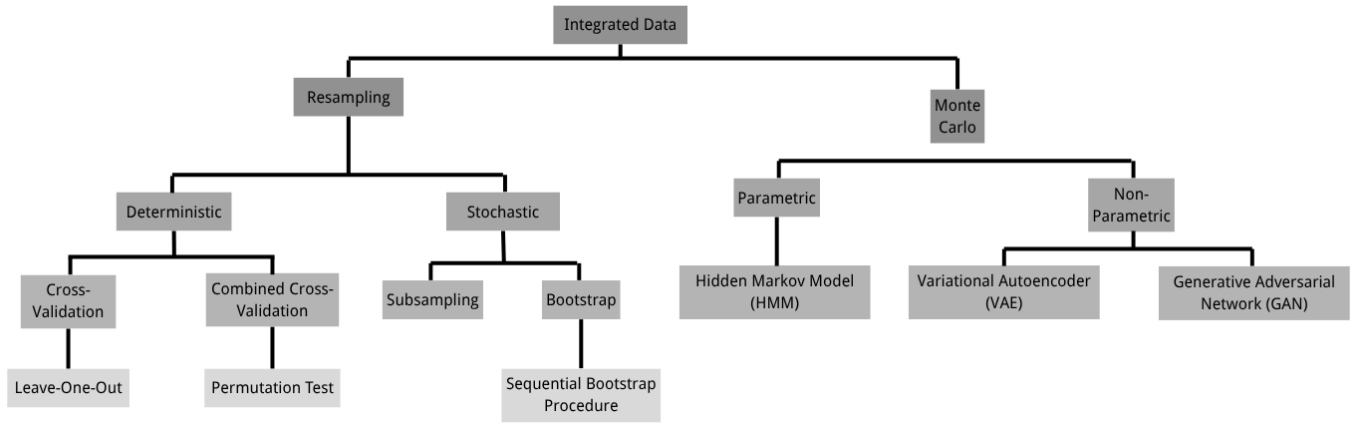 Integrated Data
Resampling
Monte
Carlo
Deterministic
Stochastic
Parametric
Non-
Parametric
Cross-
Validation
Combined Cross-
Validation
Subsampling
Bootstrap
Hidden Markov Model
(HMM)
Variational Autoencoder
(VAE)
Generative Adversarial
Network (GAN)
Leave-One-Out
Permutation Test
Sequential Bootstrap
Procedure